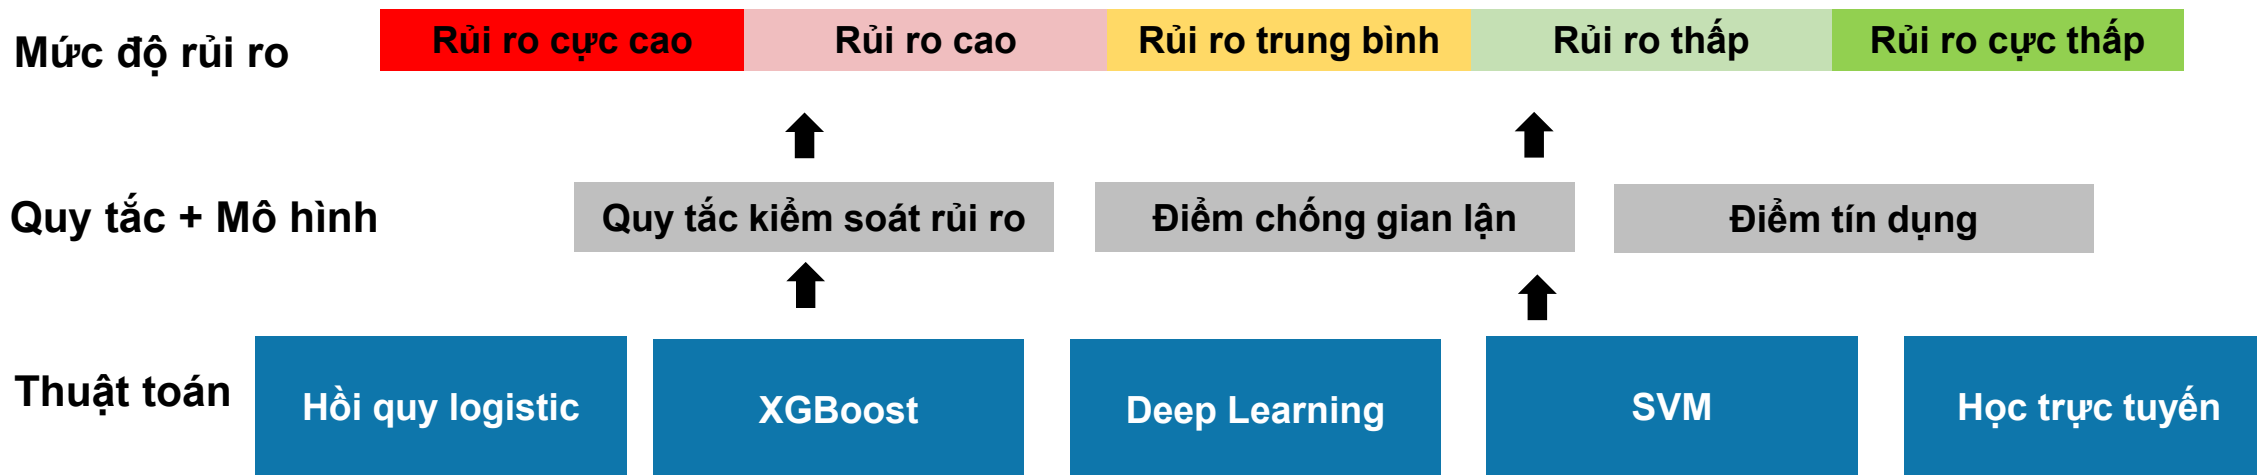 Mức độ rủi ro
Rủi ro cực cao
Rủi ro cao
Rủi ro trung bình
Rủi ro thấp
Rủi ro cực thấp
Quy tắc + Mô hình
Quy tắc kiểm soát rủi ro
Điểm chống gian lận
Điểm tín dụng
Thuật toán
Hồi quy logistic
XGBoost
Deep Learning
SVM
Học trực tuyến